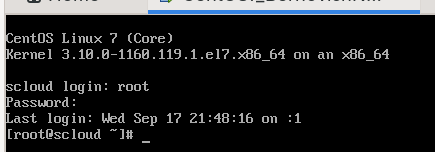 CentOS Linux 7 (Core)
Kernel 3.10.0-1160.119.1.el7.x86_64 on an x86_64
scloud login: root
Password:
Last login: Wed Sep 17 21:48:16 on :1
[root@scloud ~]# _